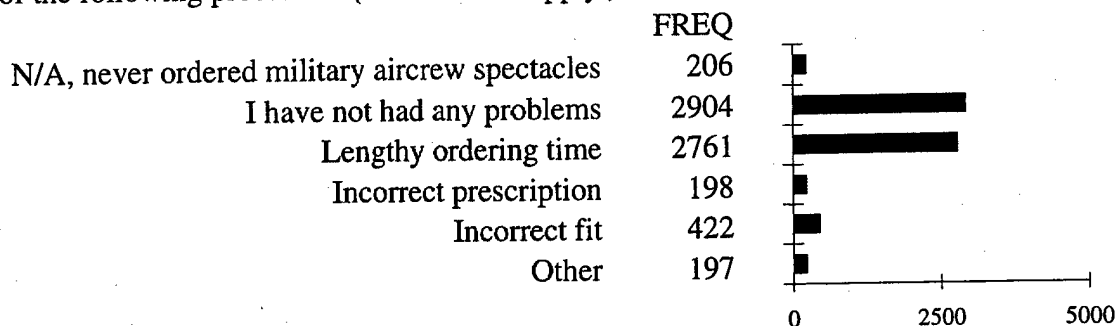 FREQ
N/A, never ordered military aircrew spectacles 206
I have not had any problems 2904
Lengthy ordering time 2761
Incorrect prescription 198
Incorrect fit 422
Other 197
0 2500 5000